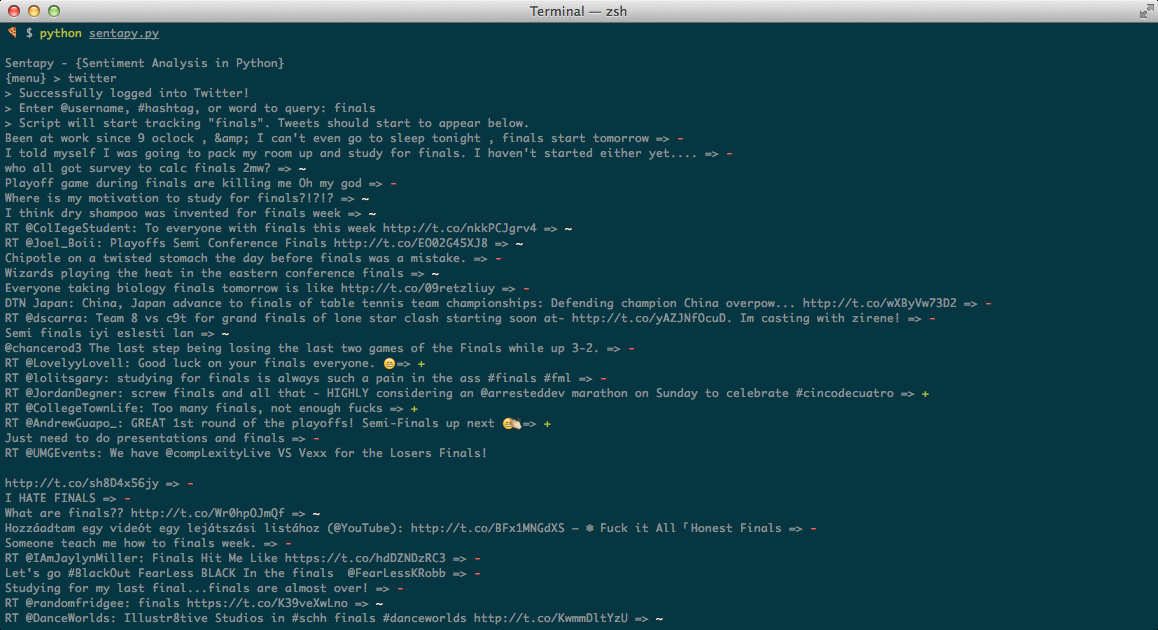 Terminal — zsh
$ python sentapy.py
Sentapy - {Sentiment Analysis in Python}
{menu} > twitter
> Successfully logged into Twitter!
> Enter @username, #hashtag, or word to query: finals
> Script will start tracking "finals". Tweets should start to appear below.
Been at work since 9 oclock , &amp; I can't even go to sleep tonight , finals start tomorrow => -
I told myself I was going to pack my room up and study for finals. I haven't started either yet.... => -
who all got survey to calc finals 2mw? => ~
Playoff game during finals are killing me Oh my god => -
Where is my motivation to study for finals?!?!? => ~
I think dry shampoo was invented for finals week => ~
RT @ColIegeStudent: To everyone with finals this week http://t.co/nkkPCJgrv4 => ~
RT @Joel_Boii: Playoffs Semi Conference Finals http://t.co/EO0ZG45XJ8 => ~
Chipotle on a twisted stomach the day before finals was a mistake. => -
Wizards playing the heat in the eastern conference finals => ~
Everyone taking biology finals tomorrow is like http://t.co/09retzliuy => -
DTN Japan: China, Japan advance to finals of table tennis team championships: Defending champion China overpow... http://t.co/wX8yVw73D2 => -
RT @dscarra: Team 8 vs c9t for grand finals of lone star clash starting soon at- http://t.co/yAZJNfOcuD. Im casting with zirene! => -
Semi finals iyi eslesti lan => ~
@chancerod3 The last step being losing the last two games of the Finals while up 3-2. => -
RT @LovelyyLovell: Good luck on your finals everyone. 😊=> +
RT @lolitsgary: studying for finals is always such a pain in the ass #finals #fml => -
RT @JordanDegner: screw finals and all that - HIGHLY considering an @arresteddev marathon on Sunday to celebrate #cincodecuatro => +
RT @CollegeTownLife: Too many finals, not enough fucks => +
RT @AndrewGuapo_: GREAT 1st round of the playoffs! Semi-Finals up next 😄👏=> +
Just need to do presentations and finals => -
RT @UMGEvents: We have @compLexityLive VS Vexx for the Losers Finals!
http://t.co/sh8D4x56jy => -
I HATE FINALS => -
What are finals?? http://t.co/Wr0hpOJmQf => ~
Hozzáadtam egy videót egy lejátszási listához (@YouTube): http://t.co/BFx1MNGdXS – ❄ Fuck it All「Honest Finals => -
Someone teach me how to finals week. => -
RT @IAmJaylynMiller: Finals Hit Me Like https://t.co/hdDZNDzRC3 => -
Let's go #BlackOut FearLess BLACK In the finals  @FearLessKRobb => -
Studying for my last final...finals are almost over! => -
RT @randomfridgee: finals https://t.co/K39veXwLno => ~
RT @DanceWorlds: Illustr8tive Studios in #schh finals #danceworlds http://t.co/KwmmDltYzU => ~